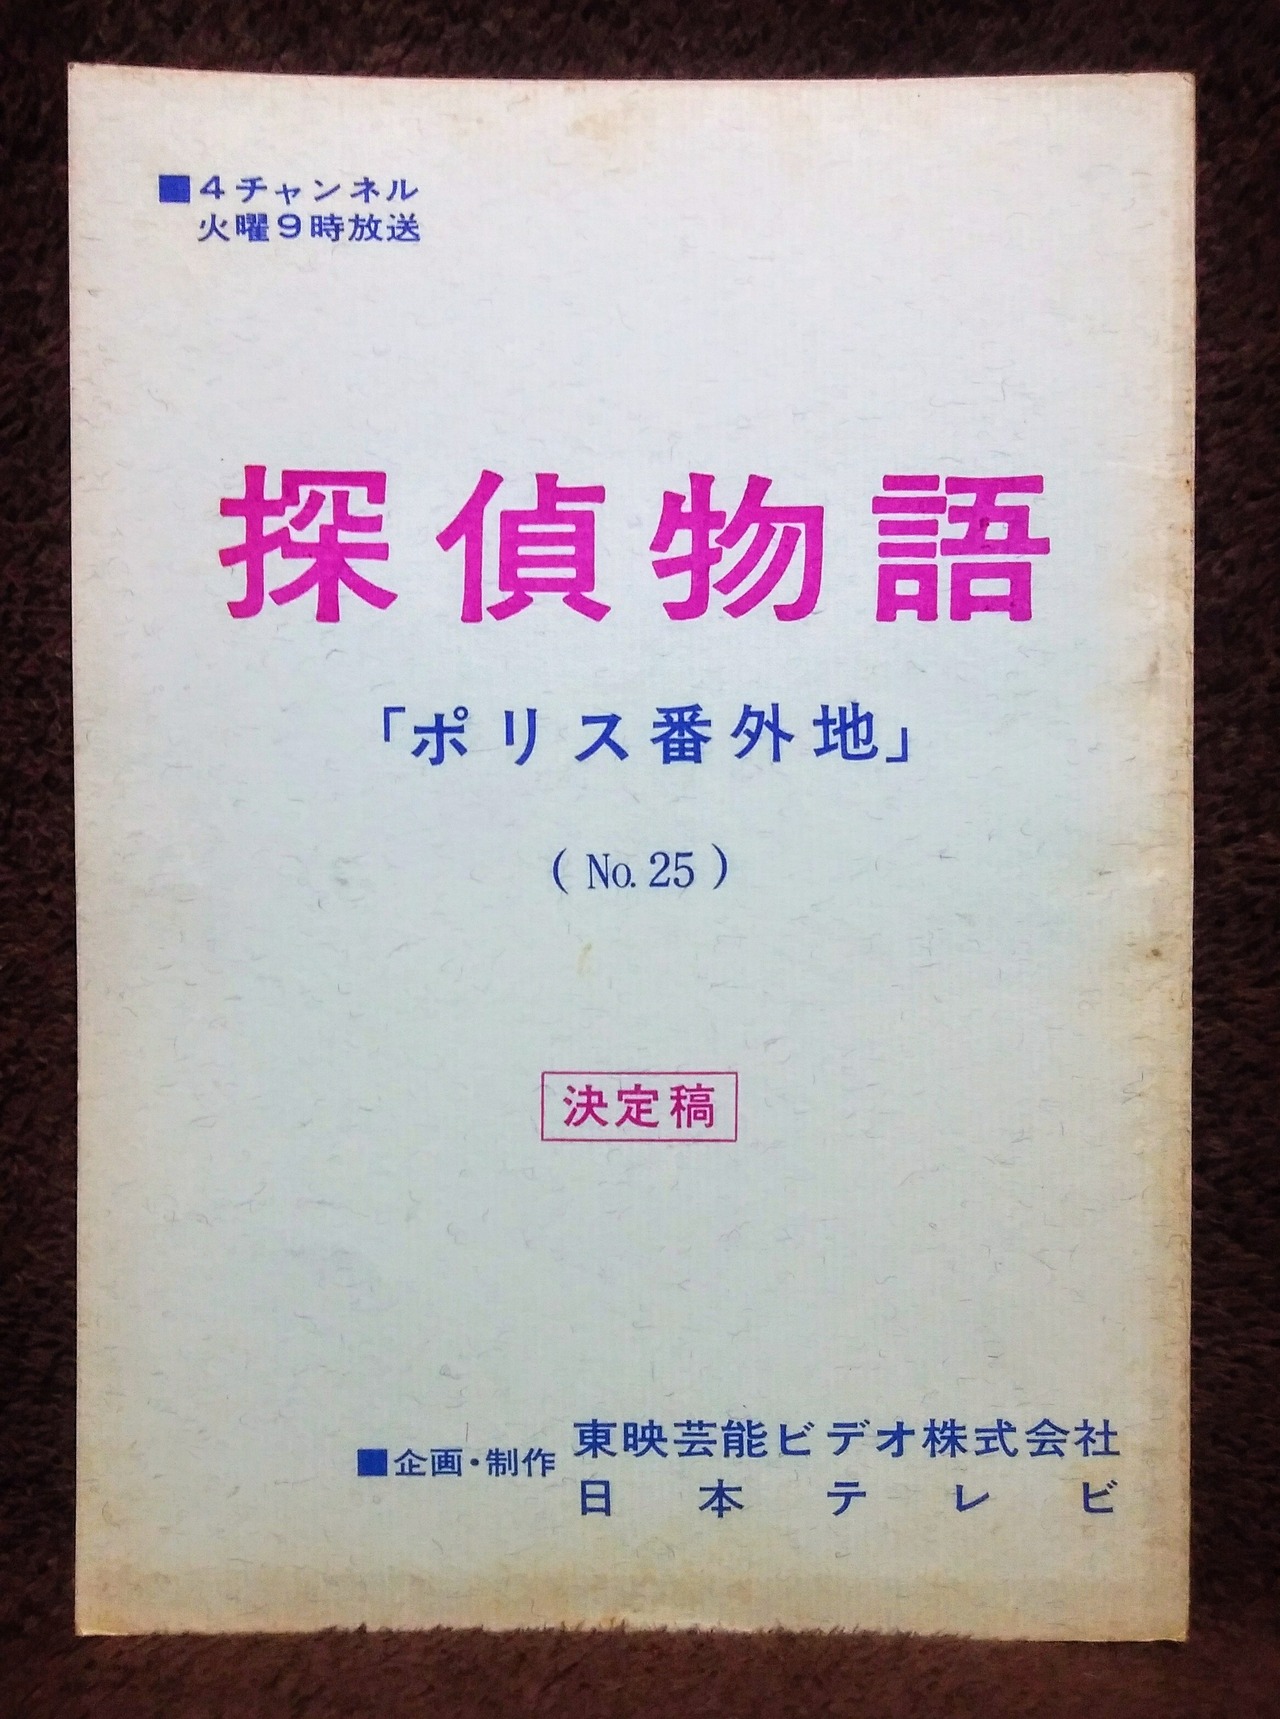 ■4チャンネル
火曜9時放送
探偵物語
「ポリス番外地」
(No.25)
決定稿
■企画・制作 東映芸能ビデオ株式会社
日本テレビ